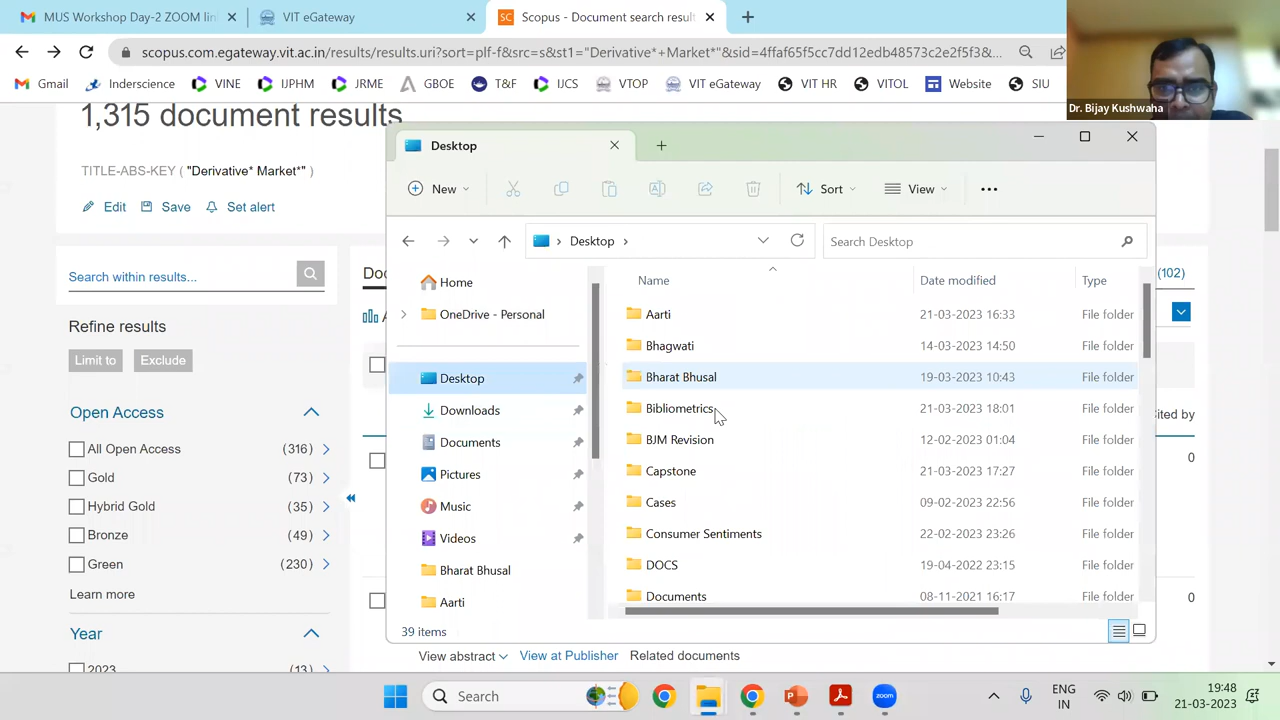 MUS Workshop Day-2 ZOOM lin
VIT eGateway
Scopus - Document search result
scopus.com.egateway.vit.ac.in/results/results.uri?sort=plf-f&src=s&st1="Derivative*+Market*"&sid=4ffaf65f5cc7dd12edb48573c2e2f5f3&...
Gmail
Inderscience
VINE
IJPHM
JRME
GBOE
T&F
IJCS
VTOP
VIT eGateway
VIT HR
VITOL
Website
SIU
Dr. Bijay Kushwaha
1,315 document results
TITLE-ABS-KEY ( "Derivative* Market*" )
Edit
Save
Set alert
Search within results...
Refine results
Limit to
Exclude
Open Access
All Open Access (316)
Gold (73)
Hybrid Gold (35)
Bronze (49)
Green (230)
Learn more
Year
2023 (13)
Doc
(102)
Cited by
0
0
Desktop
New
Sort
View
Desktop
Search Desktop
Home
OneDrive - Personal
Desktop
Downloads
Documents
Pictures
Music
Videos
Bharat Bhusal
Aarti
Name Date modified Type
Aarti 21-03-2023 16:33 File folder
Bhagwati 14-03-2023 14:50 File folder
Bharat Bhusal 19-03-2023 10:43 File folder
Bibliometrics 21-03-2023 18:01 File folder
BJM Revision 12-02-2023 01:04 File folder
Capstone 21-03-2023 17:27 File folder
Cases 09-02-2023 22:56 File folder
Consumer Sentiments 22-02-2023 23:26 File folder
DOCS 19-04-2022 23:15 File folder
Documents 08-11-2021 16:17 File folder
39 items
View abstract
View at Publisher
Related documents
Search
zoom
ENG
IN
19:48
21-03-2023